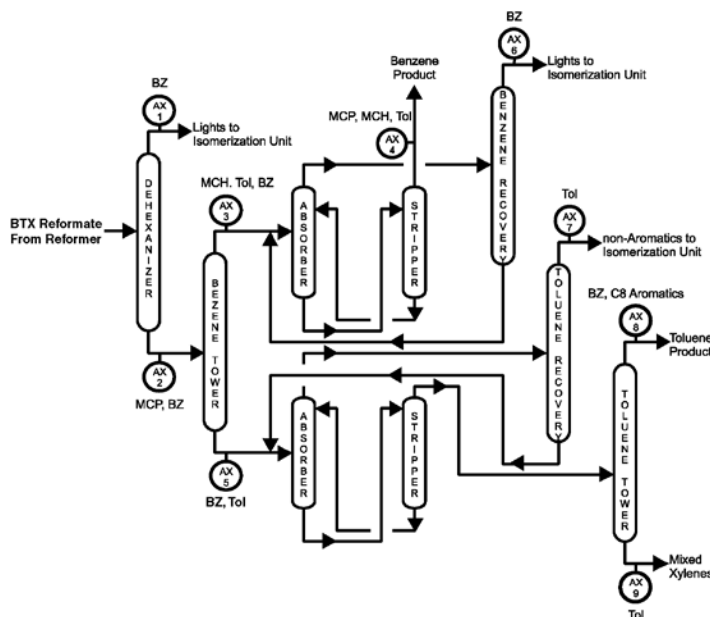 BZ
AX
6
Lights to
Isomerization Unit
Benzene
Product
BZ
AX
1
Lights to
Isomerization Unit
MCP, MCH, Tol
AX
4
BENZENE RECOVERY
DEHEXANIZER
MCH. Tol, BZ
AX
3
ABSORBER
STRIPPER
Tol
AX
7
non-Aromatics to
Isomerization Unit
BTX Reformate
From Reformer
BEZENE TOWER
TOLUENE RECOVERY
BZ, C8 Aromatics
AX
8
Toluene
Product
AX
2
MCP, BZ
ABSORBER
STRIPPER
TOLUENE TOWER
AX
5
BZ, Tol
Mixed
Xylenes
AX
9
Tol